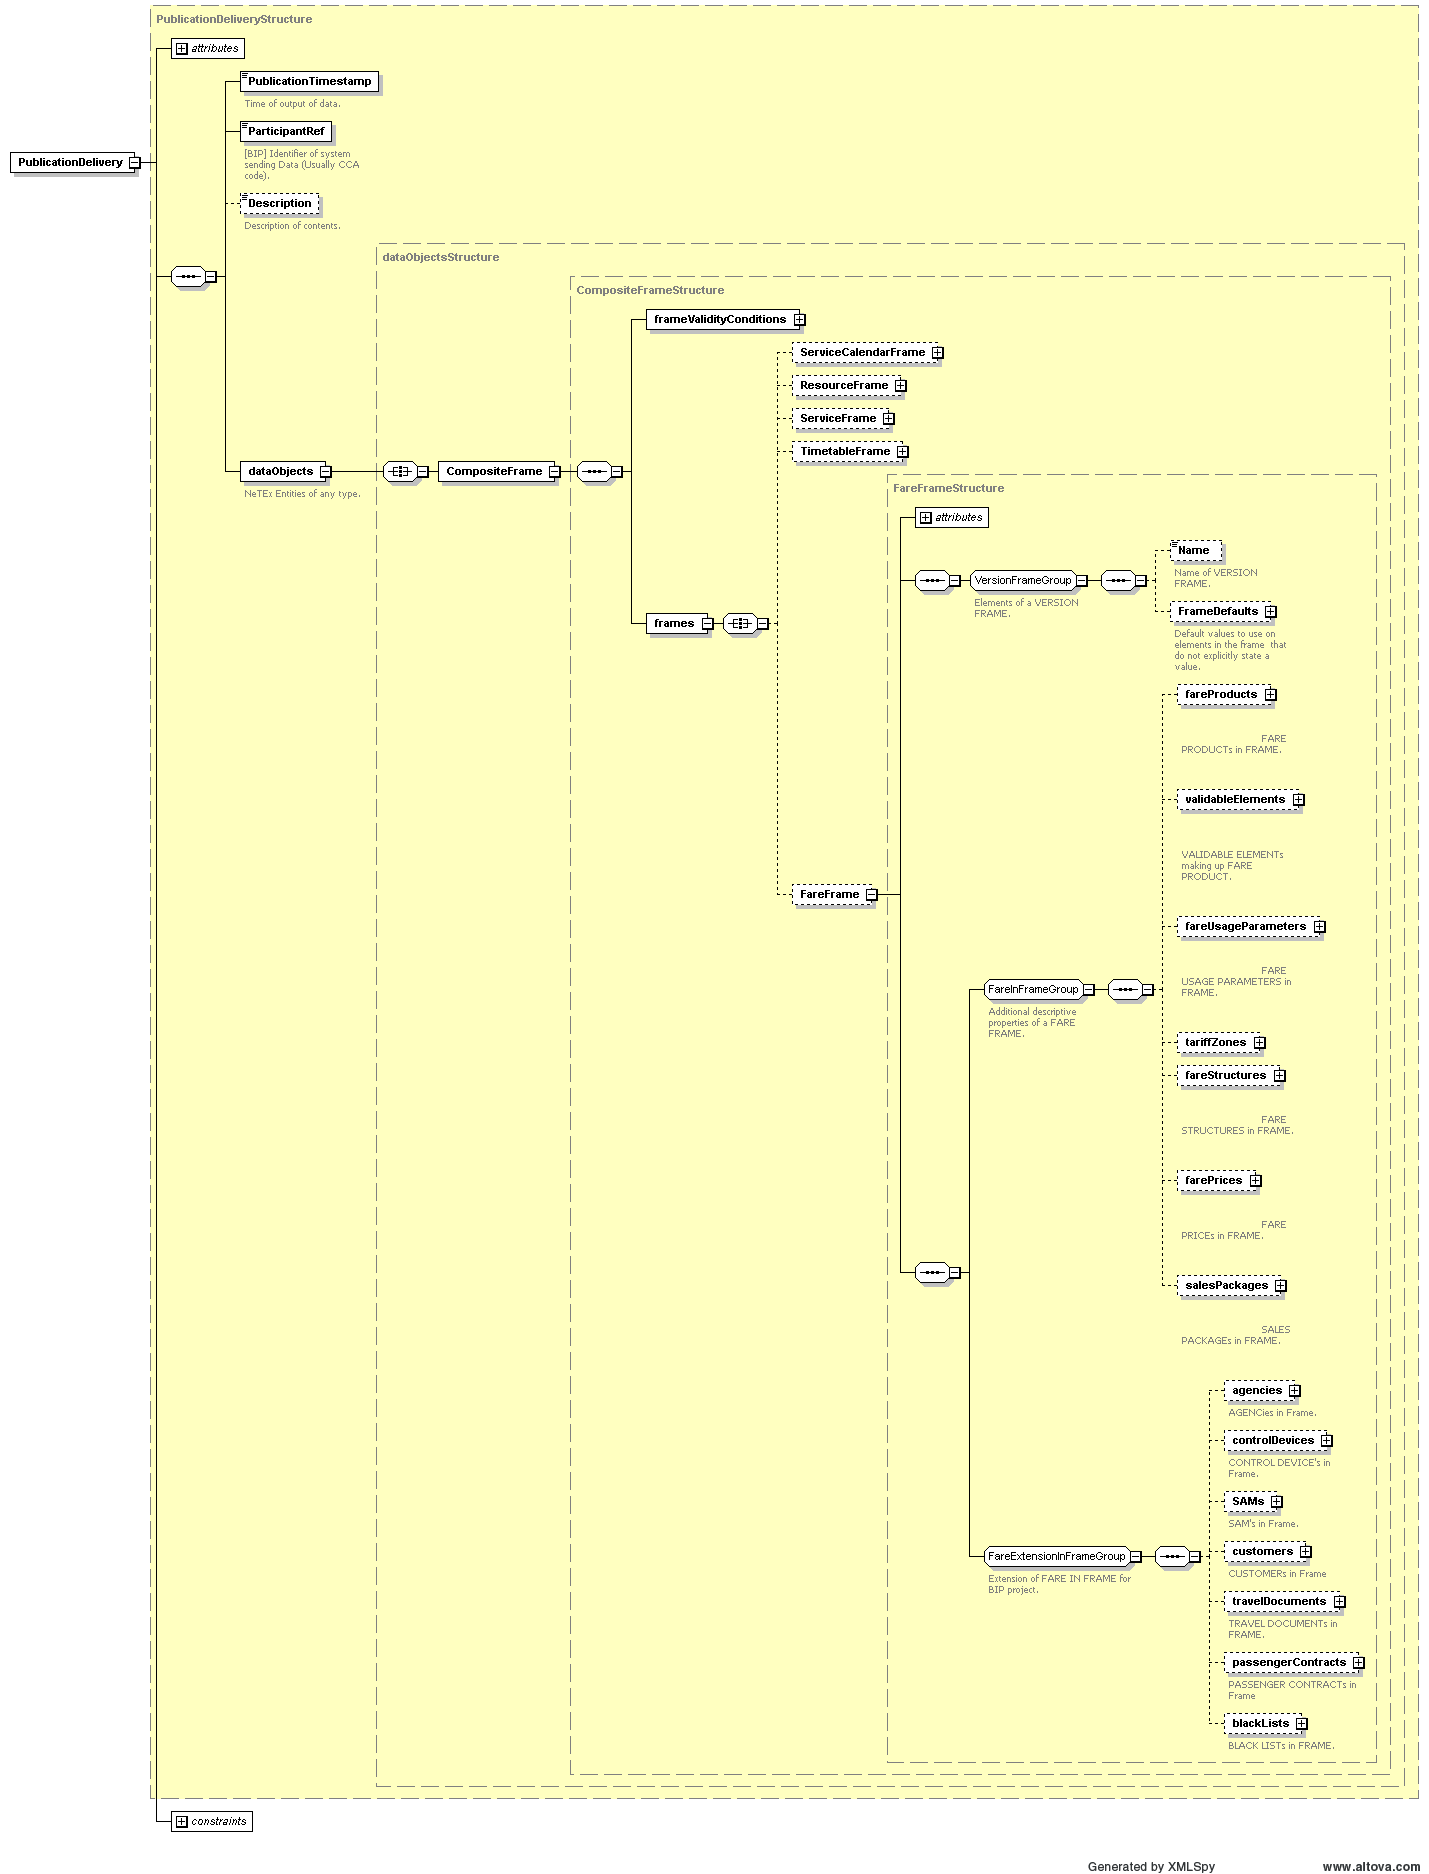 PublicationDeliveryStructure
attributes
PublicationTimestamp
Time of output of data.
ParticipantRef
[BIP] Identifier of system
sending Data (Usually CCA
code).
PublicationDelivery
Description
Description of contents.
dataObjectsStructure
CompositeFrameStructure
frameValidityConditions
ServiceCalendarFrame
ResourceFrame
ServiceFrame
TimetableFrame
dataObjects
NeTEx Entities of any type.
CompositeFrame
FareFrameStructure
attributes
VersionFrameGroup
Elements of a VERSION
FRAME.
Name
Name of VERSION
FRAME.
FrameDefaults
Default values to use on
elements in the frame that
do not explicitly state a
value.
frames
fareProducts
FARE
PRODUCTs in FRAME.
validableElements
VALIDABLE ELEMENTs
making up FARE
PRODUCT.
FareFrame
fareUsageParameters
FARE
USAGE PARAMETERS in
FRAME.
FareInFrameGroup
Additional descriptive
properties of a FARE
FRAME.
tariffZones
fareStructures
FARE
STRUCTURES in FRAME.
farePrices
FARE
PRICEs in FRAME.
salesPackages
SALES
PACKAGEs in FRAME.
agencies
AGENCies in Frame.
controlDevices
CONTROL DEVICE's in
Frame.
SAMs
SAM's in Frame.
FareExtensionInFrameGroup
Extension of FARE IN FRAME for
BIP project.
customers
CUSTOMERs in Frame
travelDocuments
TRAVEL DOCUMENTs in
FRAME.
passengerContracts
PASSENGER CONTRACTs in
Frame
blackLists
BLACK LISTs in FRAME.
constraints
Generated by XMLSpy
www.altova.com